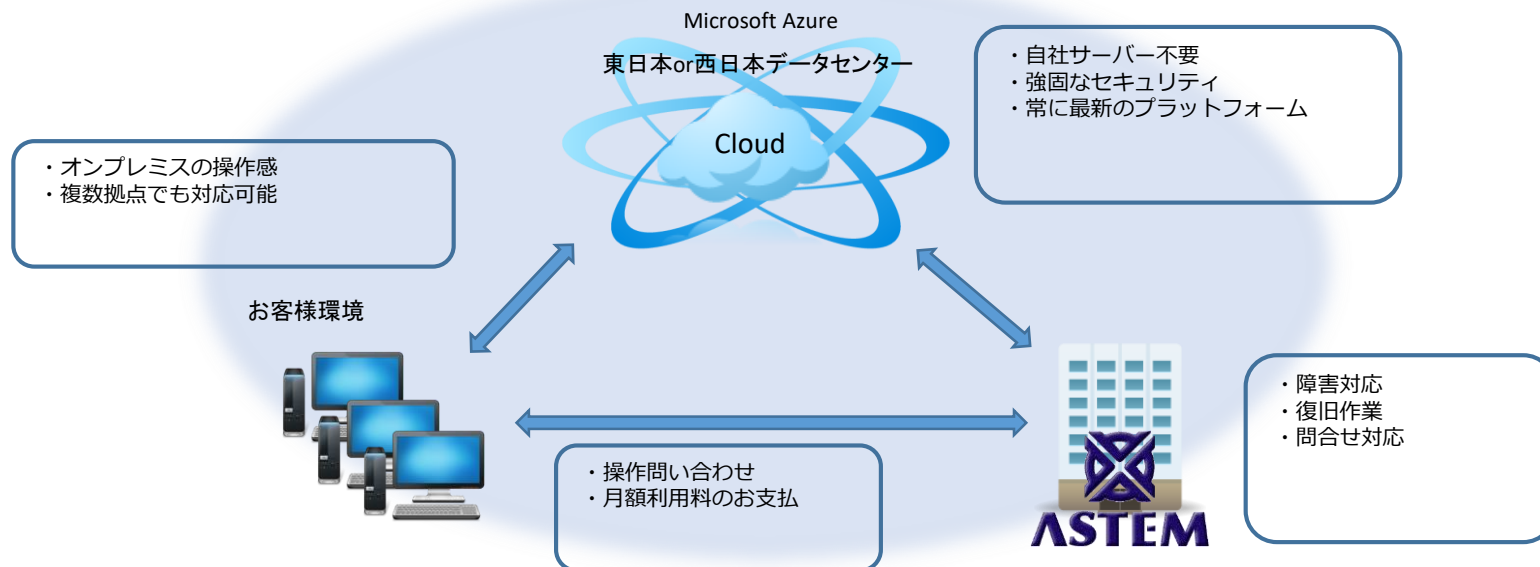 Microsoft Azure
東日本or西日本データセンター
Cloud
・自社サーバー不要
・強固なセキュリティ
・常に最新のプラットフォーム
・オンプレミスの操作感
・複数拠点でも対応可能
お客様環境
・障害対応
・復旧作業
・問合せ対応
・操作問い合わせ
・月額利用料のお支払
ASTEM